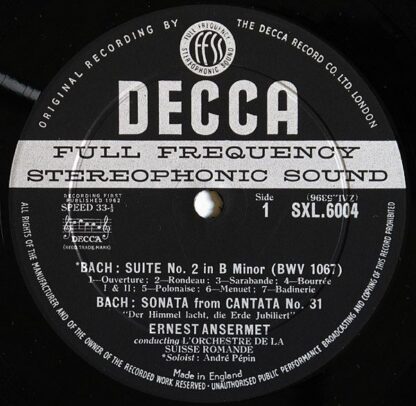 ORIGINAL RECORDING BY
THE DECCA RECORD CO. LTD. LONDON
FULL FREQUENCY
ffss
STEREOPHONIC SOUND
DECCA
FULL FREQUENCY
STEREOPHONIC SOUND
RECORDING FIRST
PUBLISHED 1962
SPEED 33⅓
DECCA
(REGD. TRADE MARK)
(ZAL.5396)
Side
1
SXL.6004
*BACH: SUITE No. 2 in B Minor (BWV 1067)
1—Ouverture; 2—Rondeau; 3—Sarabande; 4—Bourrée
I & II; 5—Polonaise; 6—Menuet; 7—Badinerie
BACH: SONATA from CANTATA No. 31
"Der Himmel lacht, die Erde Jubiliert"
ERNEST ANSERMET
conducting L'ORCHESTRE DE LA
SUISSE ROMANDE
*Soloist: André Pépin
Made in England
ALL RIGHTS OF THE MANUFACTURER AND OF THE OWNER OF THE RECORDED WORK RESERVED · UNAUTHORISED PUBLIC PERFORMANCE BROADCASTING AND COPYING OF THIS RECORD PROHIBITED